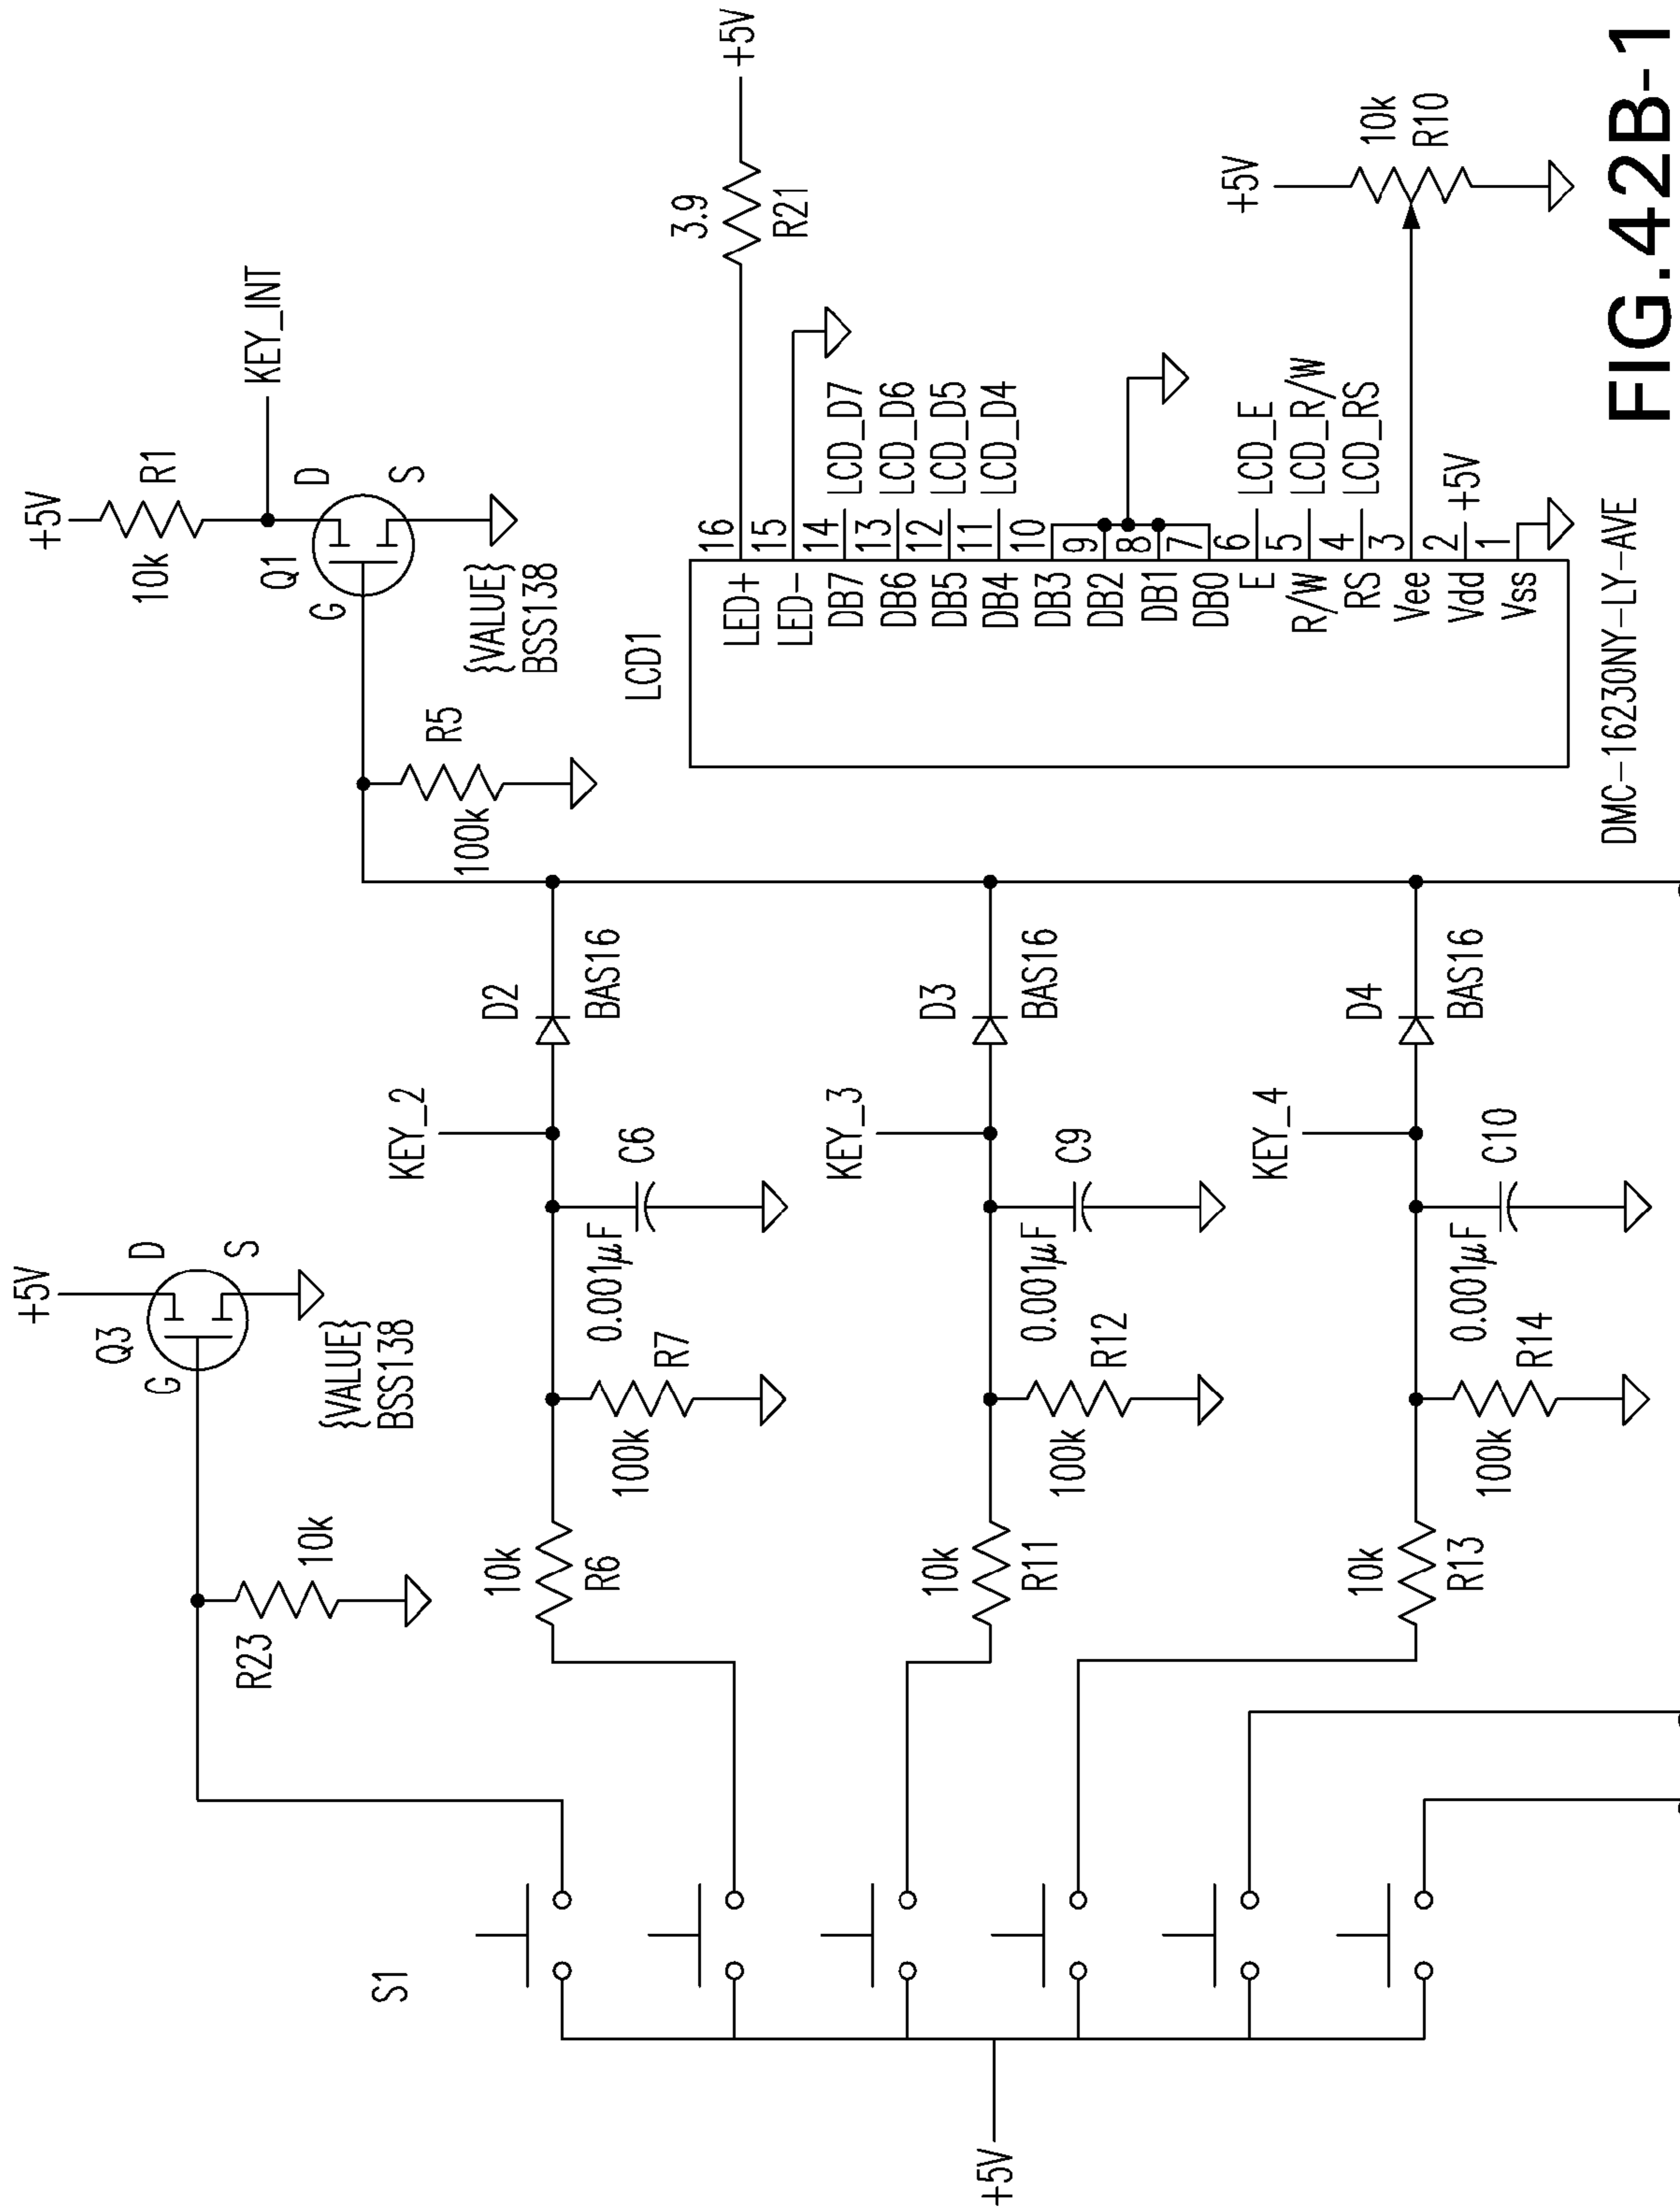 +5V
Q3
D
G
S
{VALUE}
BSS138
R23
10k
+5V
10k
R1
KEY_INT
Q1
D
G
S
{VALUE}
BSS138
R5
100k
S1
+5V
10k
R6
100k
R7
0.001µF
C6
KEY_2
D2
BAS16
10k
R11
100k
R12
0.001µF
C9
KEY_3
D3
BAS16
10k
R13
100k
R14
0.001µF
C10
KEY_4
D4
BAS16
LCD1
LED+ 16
LED- 15
DB7 14 LCD_D7
DB6 13 LCD_D6
DB5 12 LCD_D5
DB4 11 LCD_D4
DB3 10
DB2 9
DB1 8
DB0 7
E 6 LCD_E
R/W 5 LCD_R/W
RS 4 LCD_RS
Vee 3
Vdd 2 +5V
Vss 1
DMC-16230NY-LY-AVE
3.9
R21
+5V
+5V
10k
R10
FIG.42B-1